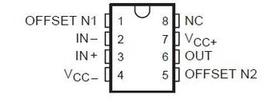 OFFSET N1 1 8 NC
IN− 2 7 VCC+
IN+ 3 6 OUT
VCC− 4 5 OFFSET N2